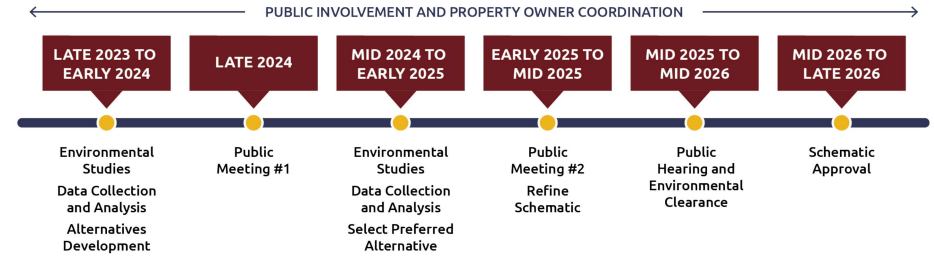 PUBLIC INVOLVEMENT AND PROPERTY OWNER COORDINATION
LATE 2023 TO
EARLY 2024
LATE 2024
MID 2024 TO
EARLY 2025
EARLY 2025 TO
MID 2025
MID 2025 TO
MID 2026
MID 2026 TO
LATE 2026
Environmental
Studies
Data Collection
and Analysis
Alternatives
Development
Public
Meeting #1
Environmental
Studies
Data Collection
and Analysis
Select Preferred
Alternative
Public
Meeting #2
Refine
Schematic
Public
Hearing and
Environmental
Clearance
Schematic
Approval